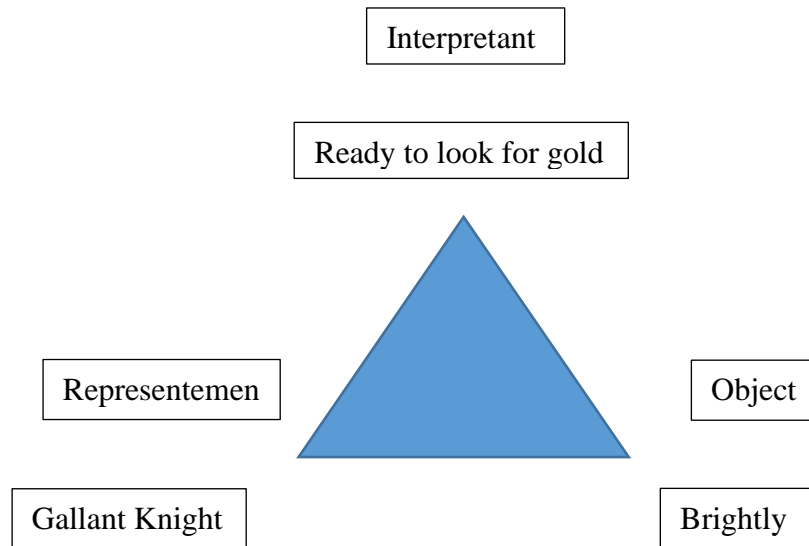 Interpretant
Ready to look for gold
Representemen
Object
Gallant Knight
Brightly